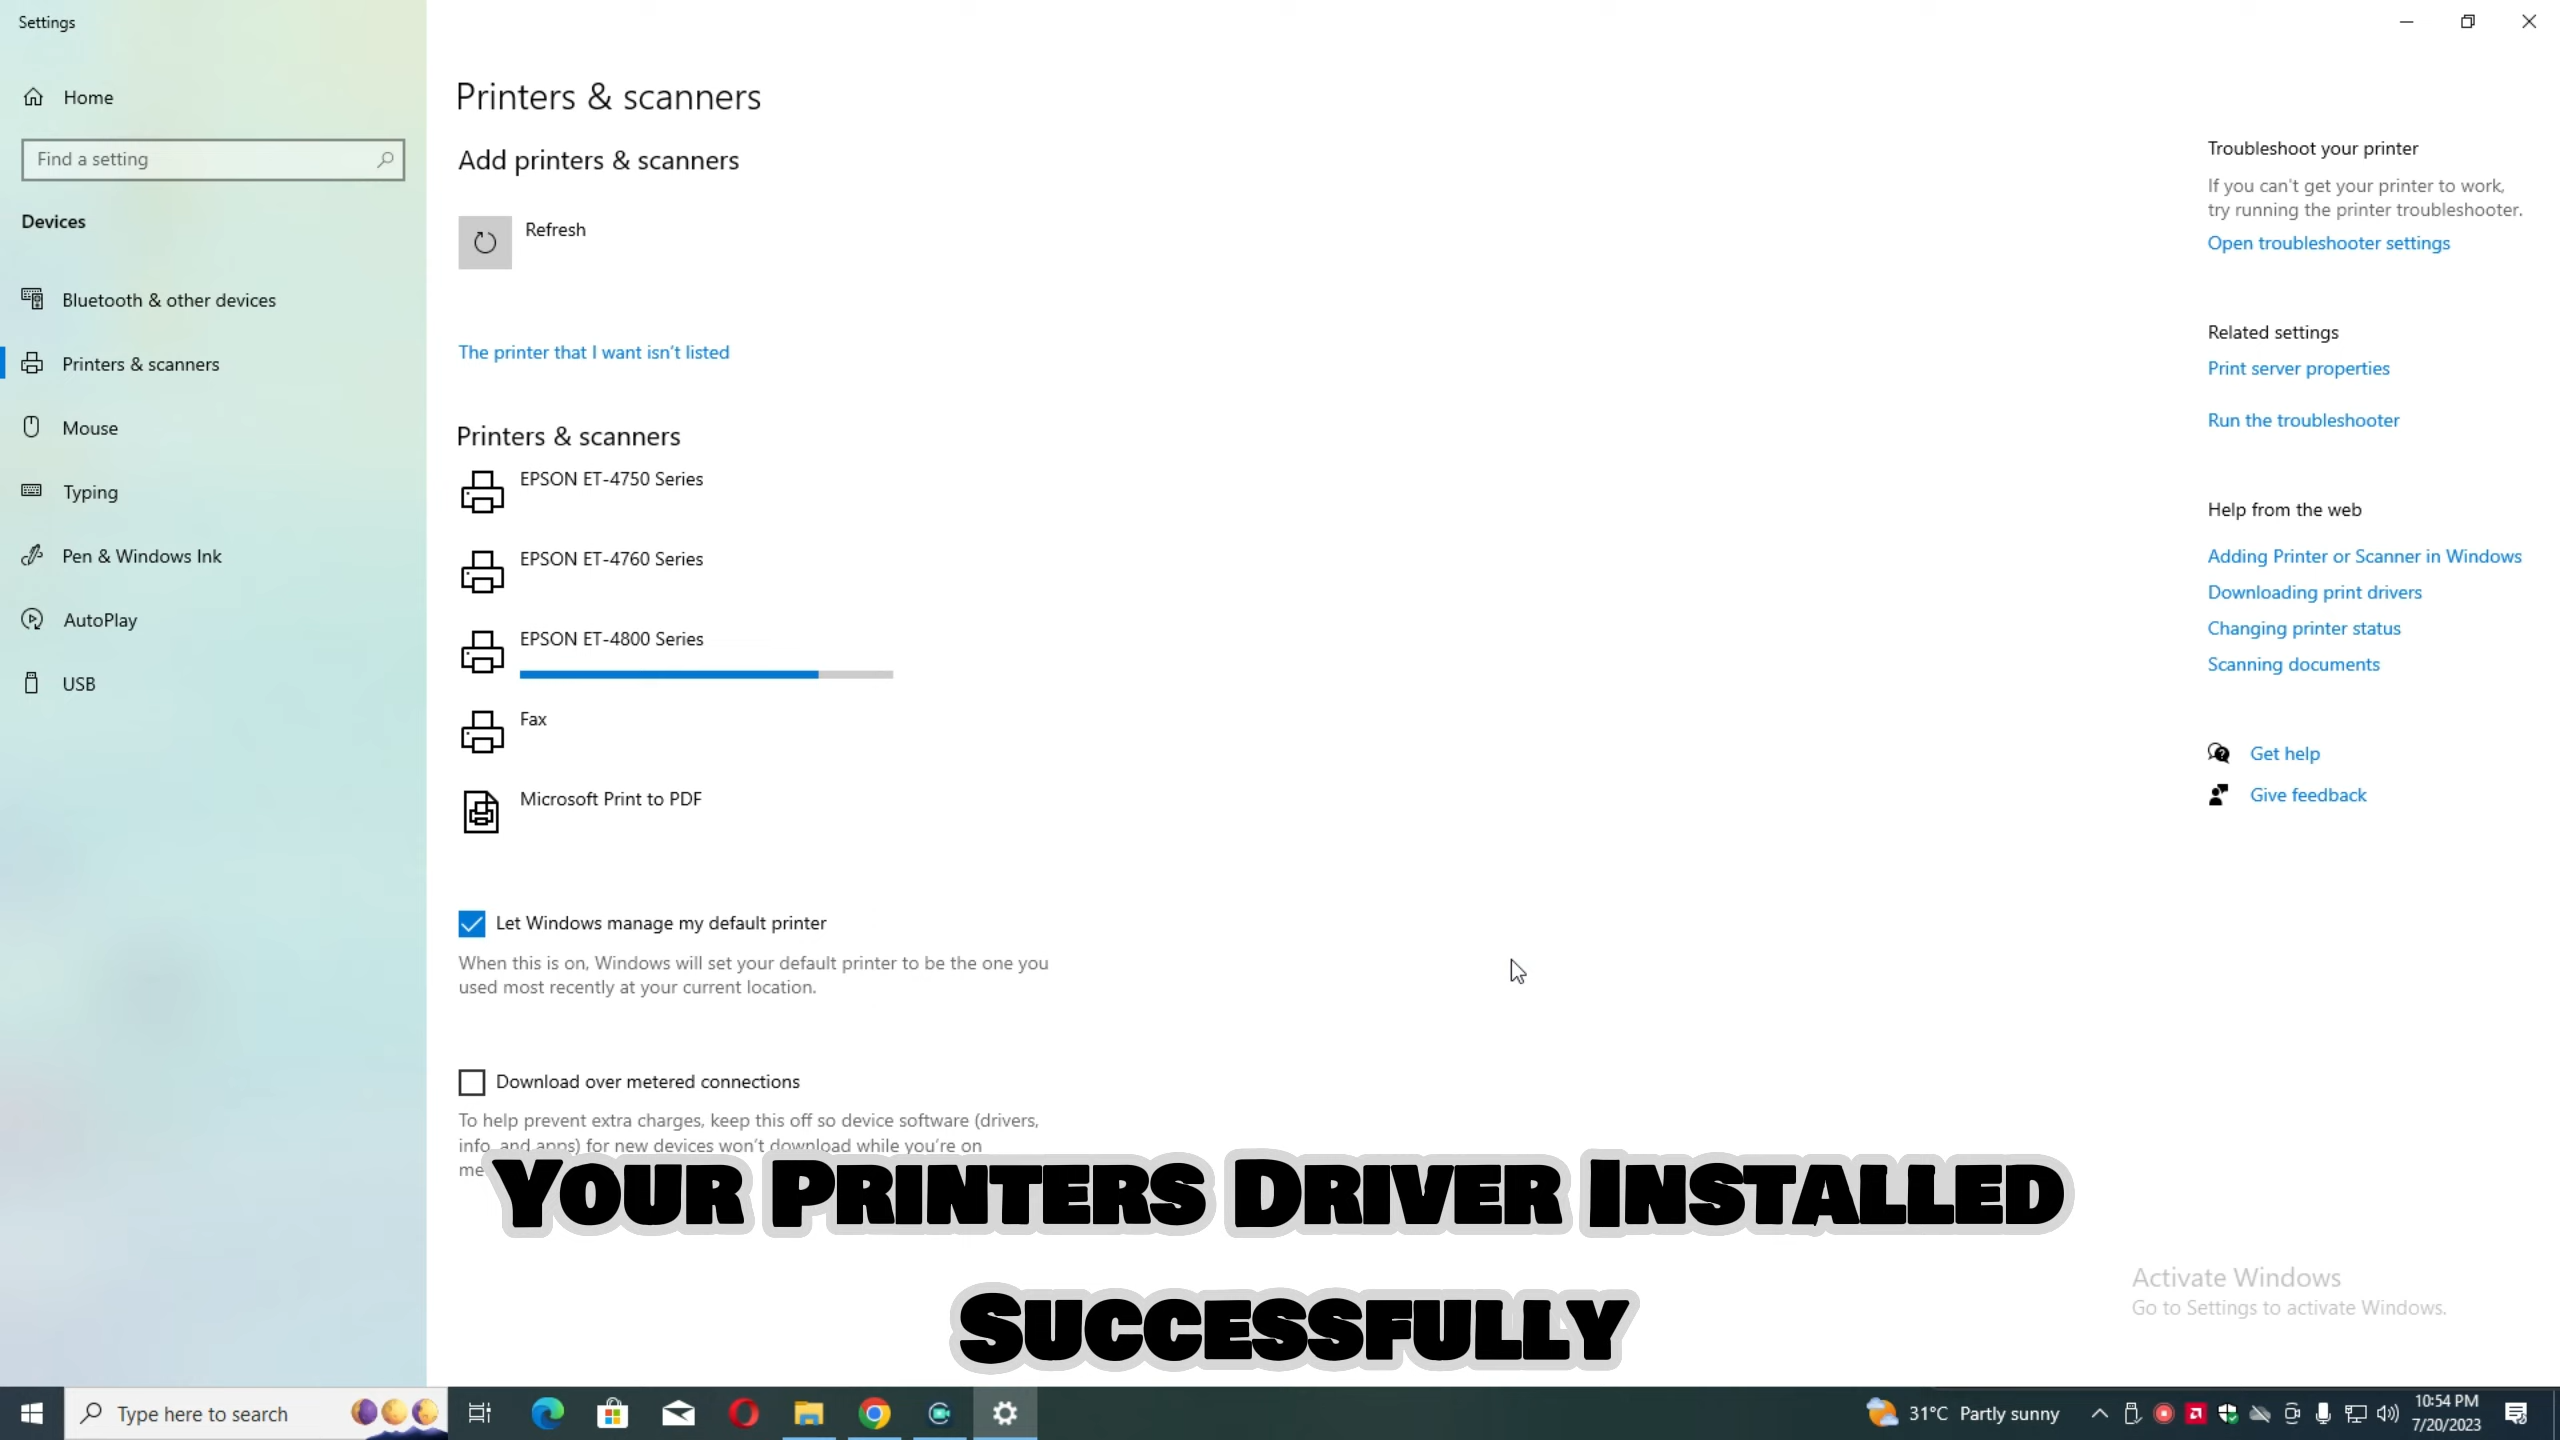 Settings
Home
Find a setting
Devices
Bluetooth & other devices
Printers & scanners
Mouse
Typing
Pen & Windows Ink
AutoPlay
USB
Printers & scanners
Add printers & scanners
Refresh
The printer that I want isn't listed
Printers & scanners
EPSON ET-4750 Series
EPSON ET-4760 Series
EPSON ET-4800 Series
Fax
Microsoft Print to PDF
Let Windows manage my default printer
When this is on, Windows will set your default printer to be the one you
used most recently at your current location.
Download over metered connections
To help prevent extra charges, keep this off so device software (drivers,
info, and apps) for new devices won't download while you're on
Troubleshoot your printer
If you can't get your printer to work,
try running the printer troubleshooter.
Open troubleshooter settings
Related settings
Print server properties
Run the troubleshooter
Help from the web
Adding Printer or Scanner in Windows
Downloading print drivers
Changing printer status
Scanning documents
Get help
Give feedback
Your Printers Driver Installed
Successfully
Activate Windows
Go to Settings to activate Windows.
Type here to search
31°C Partly sunny
10:54 PM
7/20/2023